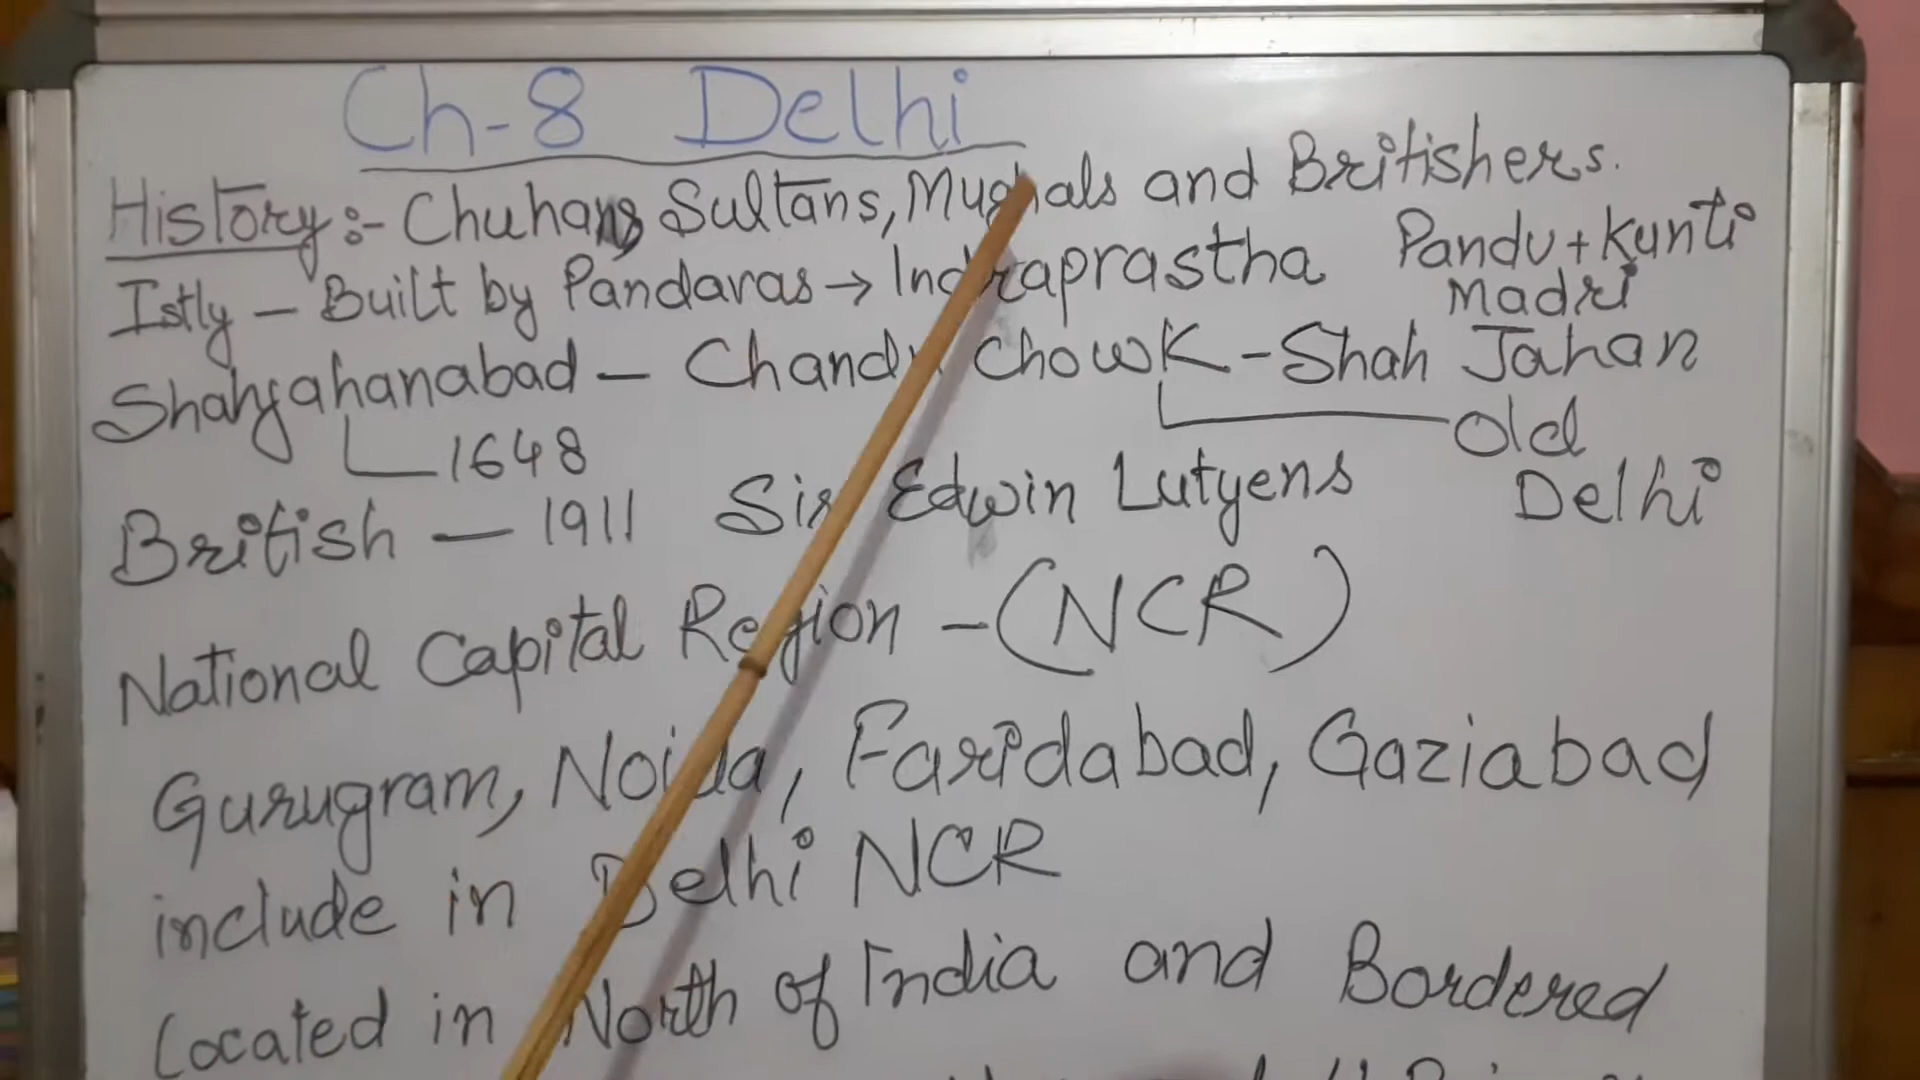 Ch-8 Delhi
History:- Chuhans Sultans, Mughals and Britishers.
Istly - Built by Pandavas → Indraprastha Pandu + Kunti
Madri
Shahjahanabad - Chandni Chowk - Shah Jahan
1648 Old
Delhi
British - 1911 Sir Edwin Lutyens
National Capital Region - (NCR)
Gurugram, Noida, Faridabad, Gaziabad
include in Delhi NCR
Located in North of India and Bordered